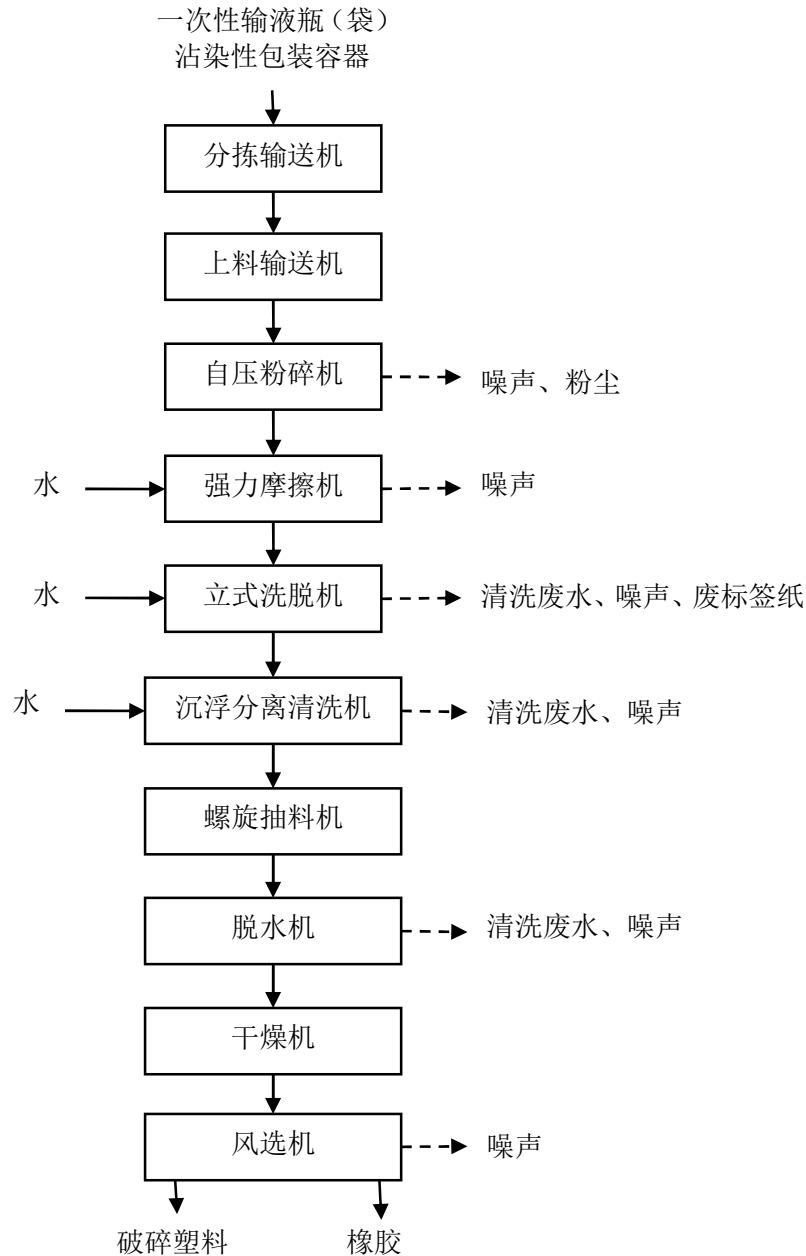 一次性输液瓶（袋）
沾染性包装容器
分拣输送机
上料输送机
自压粉碎机
噪声、粉尘
水
强力摩擦机
噪声
水
立式洗脱机
清洗废水、噪声、废标签纸
水
沉浮分离清洗机
清洗废水、噪声
螺旋抽料机
脱水机
清洗废水、噪声
干燥机
风选机
噪声
破碎塑料
橡胶